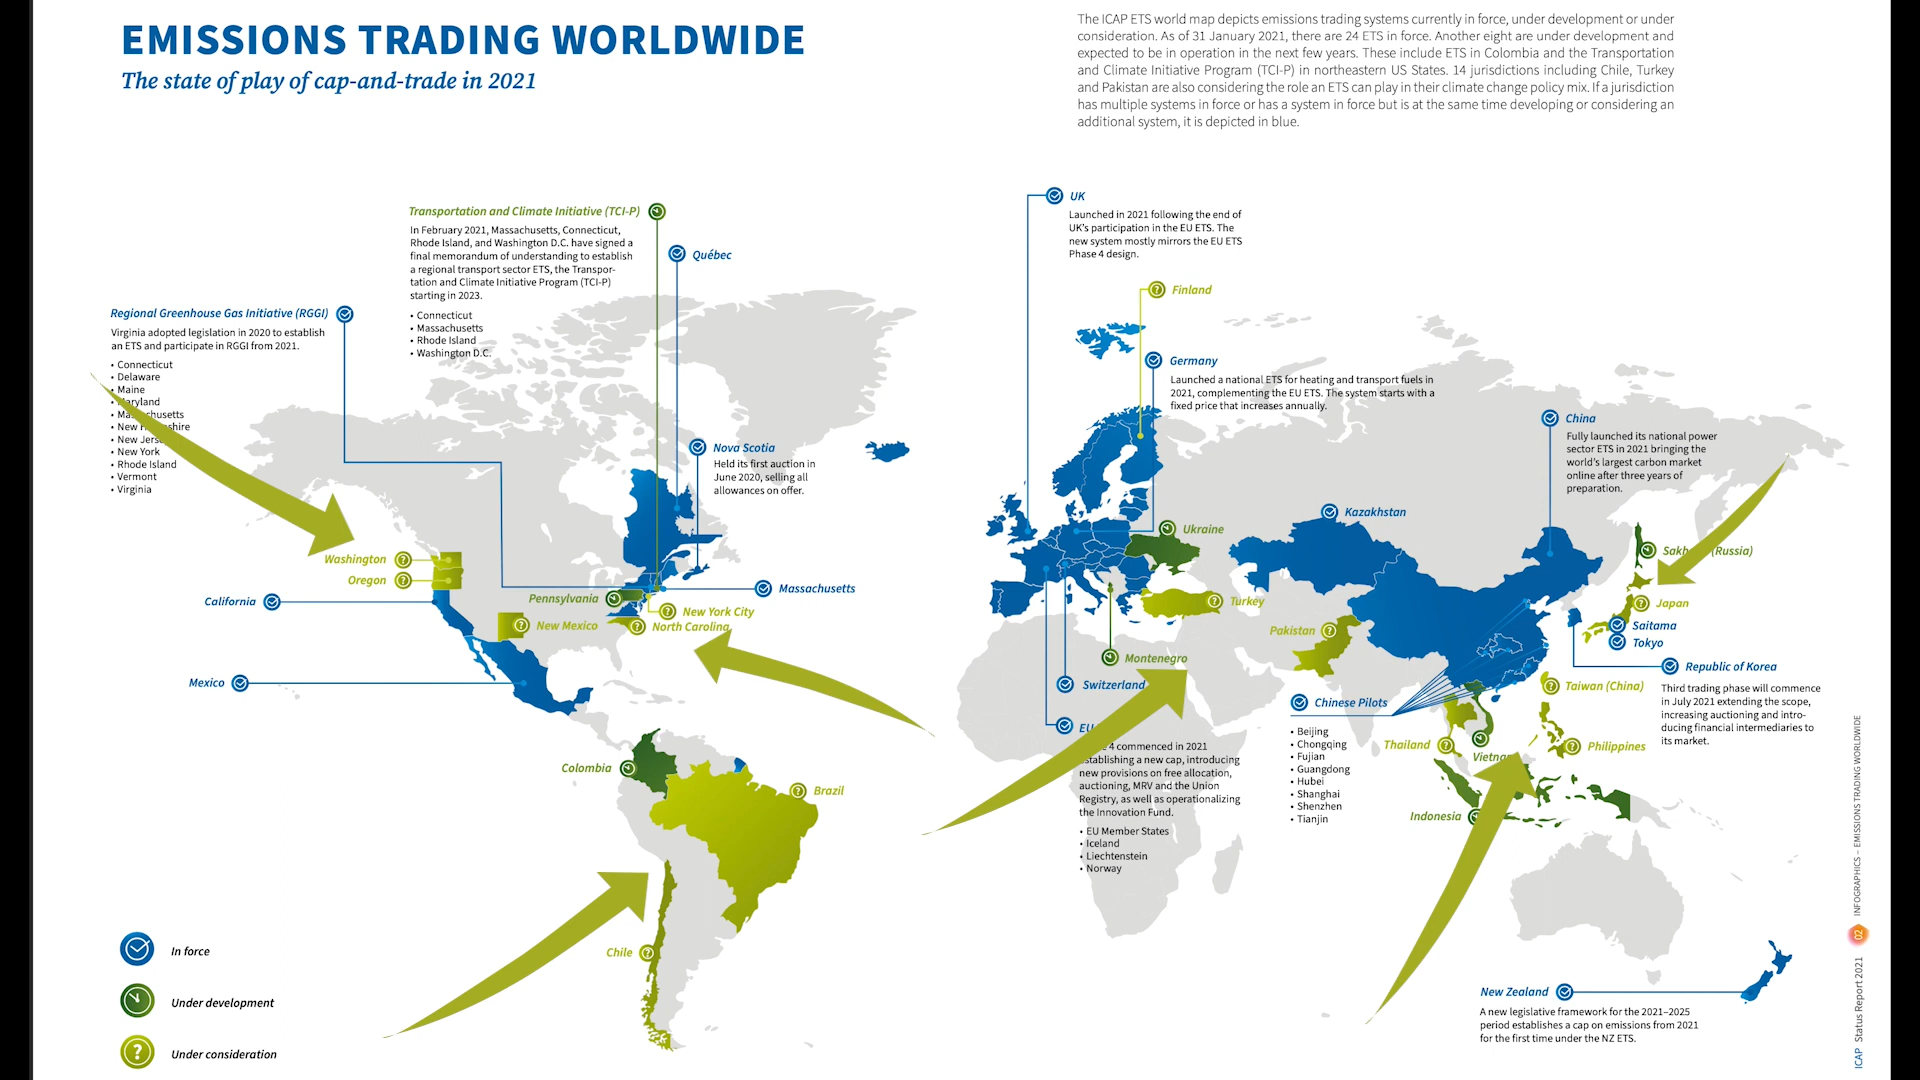 EMISSIONS TRADING WORLDWIDE
The state of play of cap-and-trade in 2021
The ICAP ETS world map depicts emissions trading systems currently in force, under development or under
consideration. As of 31 January 2021, there are 24 ETS in force. Another eight are under development and
expected to be in operation in the next few years. These include ETS in Colombia and the Transportation
and Climate Initiative Program (TCI-P) in northeastern US States. 14 jurisdictions including Chile, Turkey
and Pakistan are also considering the role an ETS can play in their climate change policy mix. If a jurisdiction
has multiple systems in force or has a system in force but is at the same time developing or considering an
additional system, it is depicted in blue.
Transportation and Climate Initiative (TCI-P)
In February 2021, Massachusetts, Connecticut,
Rhode Island, and Washington D.C. have signed a
final memorandum of understanding to establish
a regional transport sector ETS, the Transpor-
tation and Climate Initiative Program (TCI-P)
starting in 2023.
• Connecticut
• Massachusetts
• Rhode Island
• Washington D.C.
Québec
Regional Greenhouse Gas Initiative (RGGI)
Virginia adopted legislation in 2020 to establish
an ETS and participate in RGGI from 2021.
• Connecticut
• Delaware
• Maine
• Maryland
• Massachusetts
• New Hampshire
• New Jersey
• New York
• Rhode Island
• Vermont
• Virginia
Nova Scotia
Held its first auction in
June 2020, selling all
allowances on offer.
Washington
Oregon
California
Mexico
Pennsylvania
New Mexico
Massachusetts
New York City
North Carolina
Colombia
Brazil
Chile
UK
Launched in 2021 following the end of
UK's participation in the EU ETS. The
new system mostly mirrors the EU ETS
Phase 4 design.
Finland
Germany
Launched a national ETS for heating and transport fuels in
2021, complementing the EU ETS. The system starts with a
fixed price that increases annually.
China
Fully launched its national power
sector ETS in 2021 bringing the
world's largest carbon market
online after three years of
preparation.
Kazakhstan
Ukraine
Turkey
Pakistan
Montenegro
Switzerland
EU
4 commenced in 2021
establishing a new cap, introducing
new provisions on free allocation,
auctioning, MRV and the Union
Registry, as well as operationalizing
the Innovation Fund.
• EU Member States
• Iceland
• Liechtenstein
• Norway
Chinese Pilots
• Beijing
• Chongqing
• Fujian
• Guangdong
• Hubei
• Shanghai
• Shenzhen
• Tianjin
Sakhalin (Russia)
Japan
Saitama
Tokyo
Republic of Korea
Third trading phase will commence
in July 2021 extending the scope,
increasing auctioning and intro-
ducing financial intermediaries to
its market.
Taiwan (China)
Thailand
Vietnam
Philippines
Indonesia
New Zealand
A new legislative framework for the 2021–2025
period establishes a cap on emissions from 2021
for the first time under the NZ ETS.
In force
Under development
Under consideration
ICAP Status Report 2021 02 INFOGRAPHICS – EMISSIONS TRADING WORLDWIDE